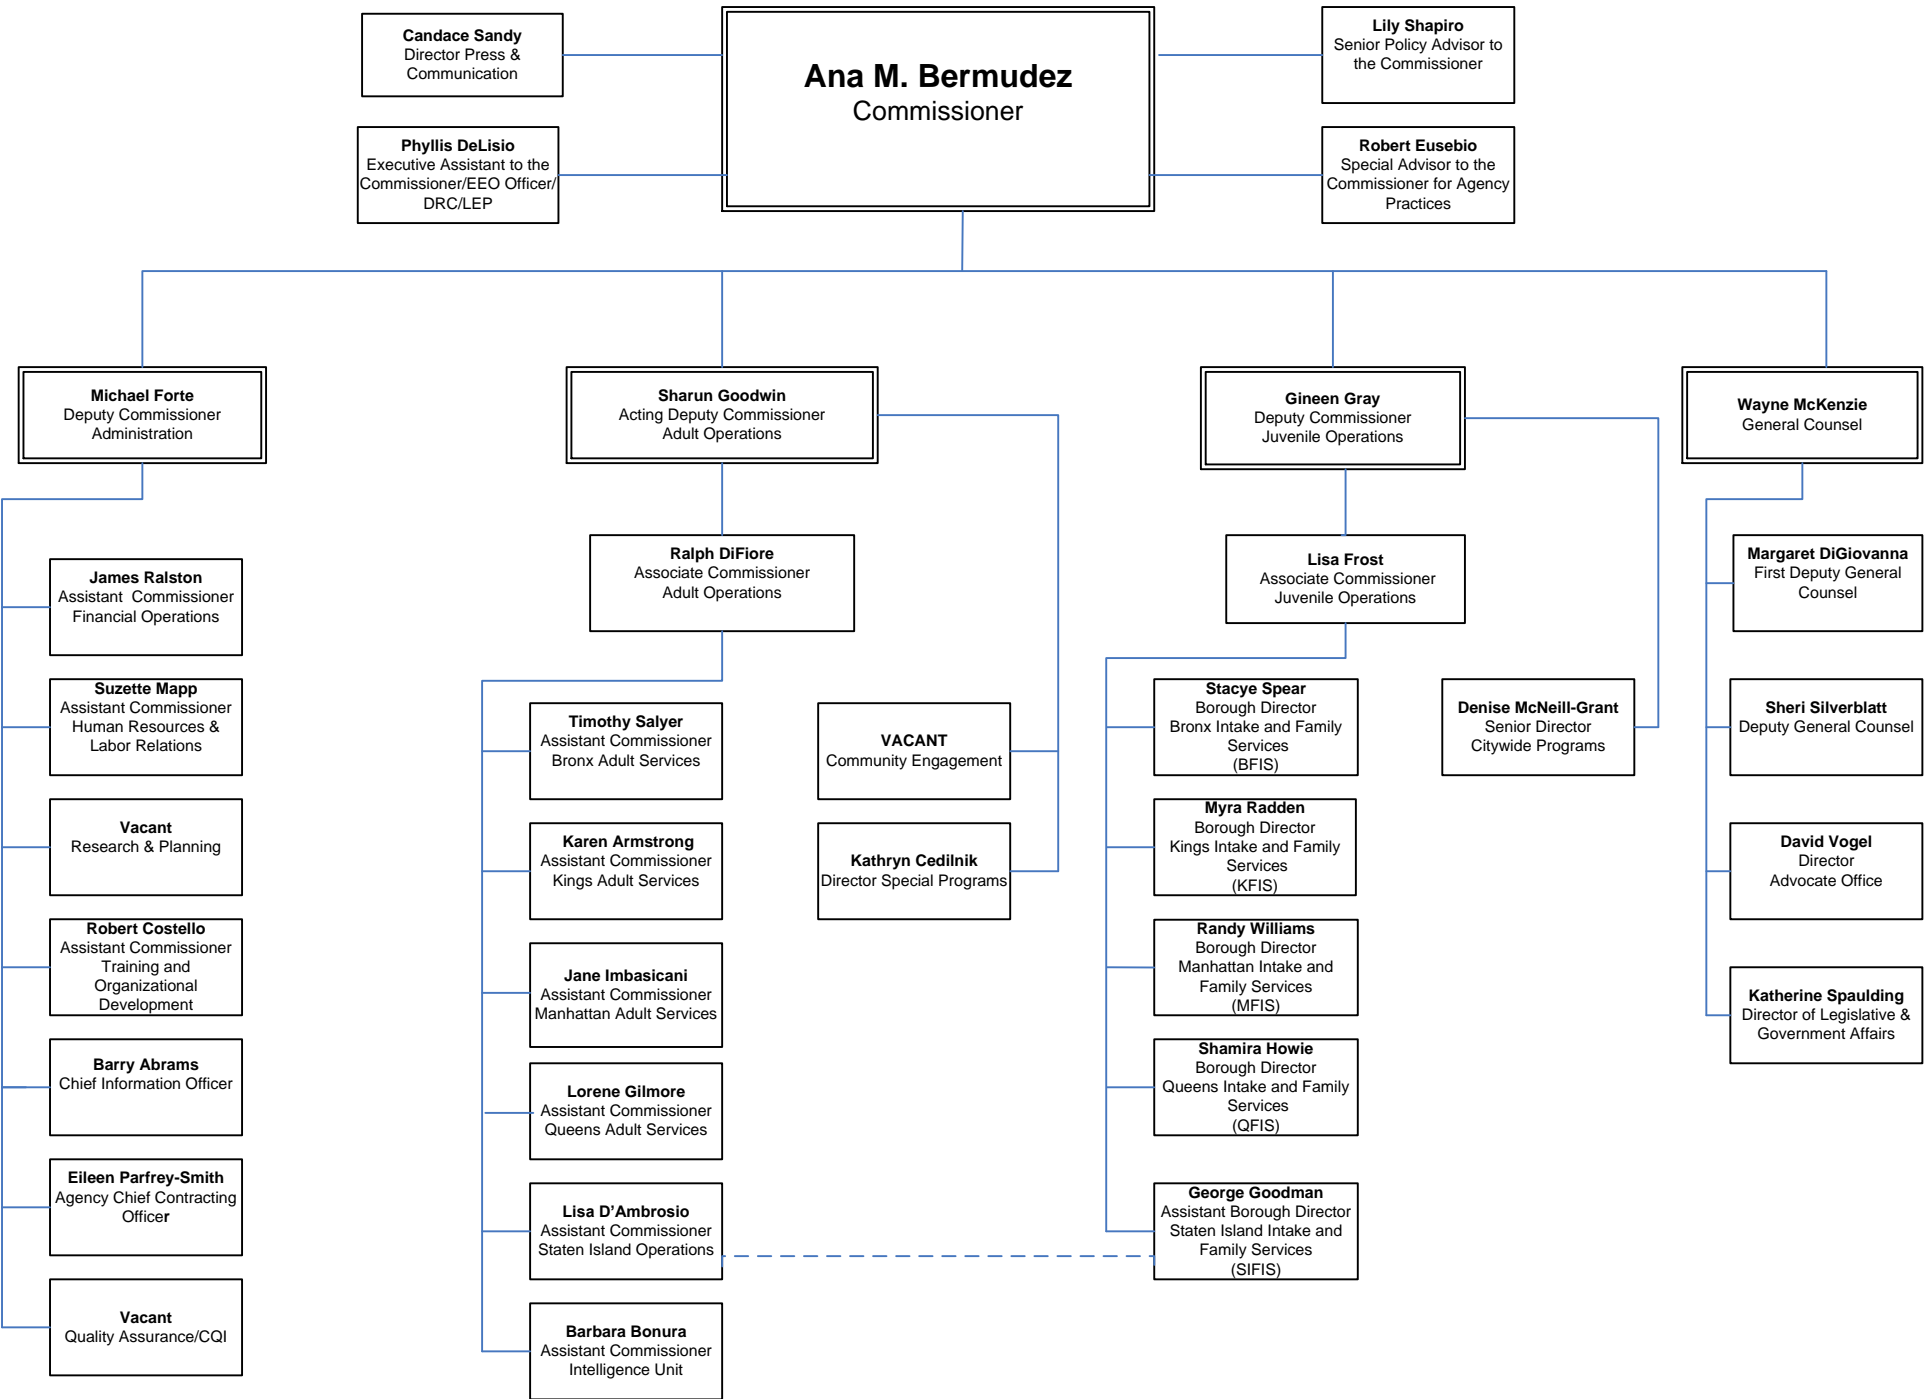 Candace Sandy
Director Press &
Communication
Ana M. Bermudez
Commissioner
Lily Shapiro
Senior Policy Advisor to
the Commissioner
Phyllis DeLisio
Executive Assistant to the
Commissioner/EEO Officer/
DRC/LEP
Robert Eusebio
Special Advisor to the
Commissioner for Agency
Practices
Michael Forte
Deputy Commissioner
Administration
Sharun Goodwin
Acting Deputy Commissioner
Adult Operations
Gineen Gray
Deputy Commissioner
Juvenile Operations
Wayne McKenzie
General Counsel
James Ralston
Assistant  Commissioner
Financial Operations
Suzette Mapp
Assistant Commissioner
Human Resources &
Labor Relations
Vacant
Research & Planning
Robert Costello
Assistant Commissioner
Training and
Organizational
Development
Barry Abrams
Chief Information Officer
Eileen Parfrey-Smith
Agency Chief Contracting
Officer
Vacant
Quality Assurance/CQI
Ralph DiFiore
Associate Commissioner
Adult Operations
Timothy Salyer
Assistant Commissioner
Bronx Adult Services
Karen Armstrong
Assistant Commissioner
Kings Adult Services
Jane Imbasicani
Assistant Commissioner
Manhattan Adult Services
Lorene Gilmore
Assistant Commissioner
Queens Adult Services
Lisa D’Ambrosio
Assistant Commissioner
Staten Island Operations
Barbara Bonura
Assistant Commissioner
Intelligence Unit
VACANT
Community Engagement
Kathryn Cedilnik
Director Special Programs
Lisa Frost
Associate Commissioner
Juvenile Operations
Stacye Spear
Borough Director
Bronx Intake and Family
Services
(BFIS)
Myra Radden
Borough Director
Kings Intake and Family
Services
(KFIS)
Randy Williams
Borough Director
Manhattan Intake and
Family Services
(MFIS)
Shamira Howie
Borough Director
Queens Intake and Family
Services
(QFIS)
George Goodman
Assistant Borough Director
Staten Island Intake and
Family Services
(SIFIS)
Denise McNeill-Grant
Senior Director
Citywide Programs
Margaret DiGiovanna
First Deputy General
Counsel
Sheri Silverblatt
Deputy General Counsel
David Vogel
Director
Advocate Office
Katherine Spaulding
Director of Legislative &
Government Affairs